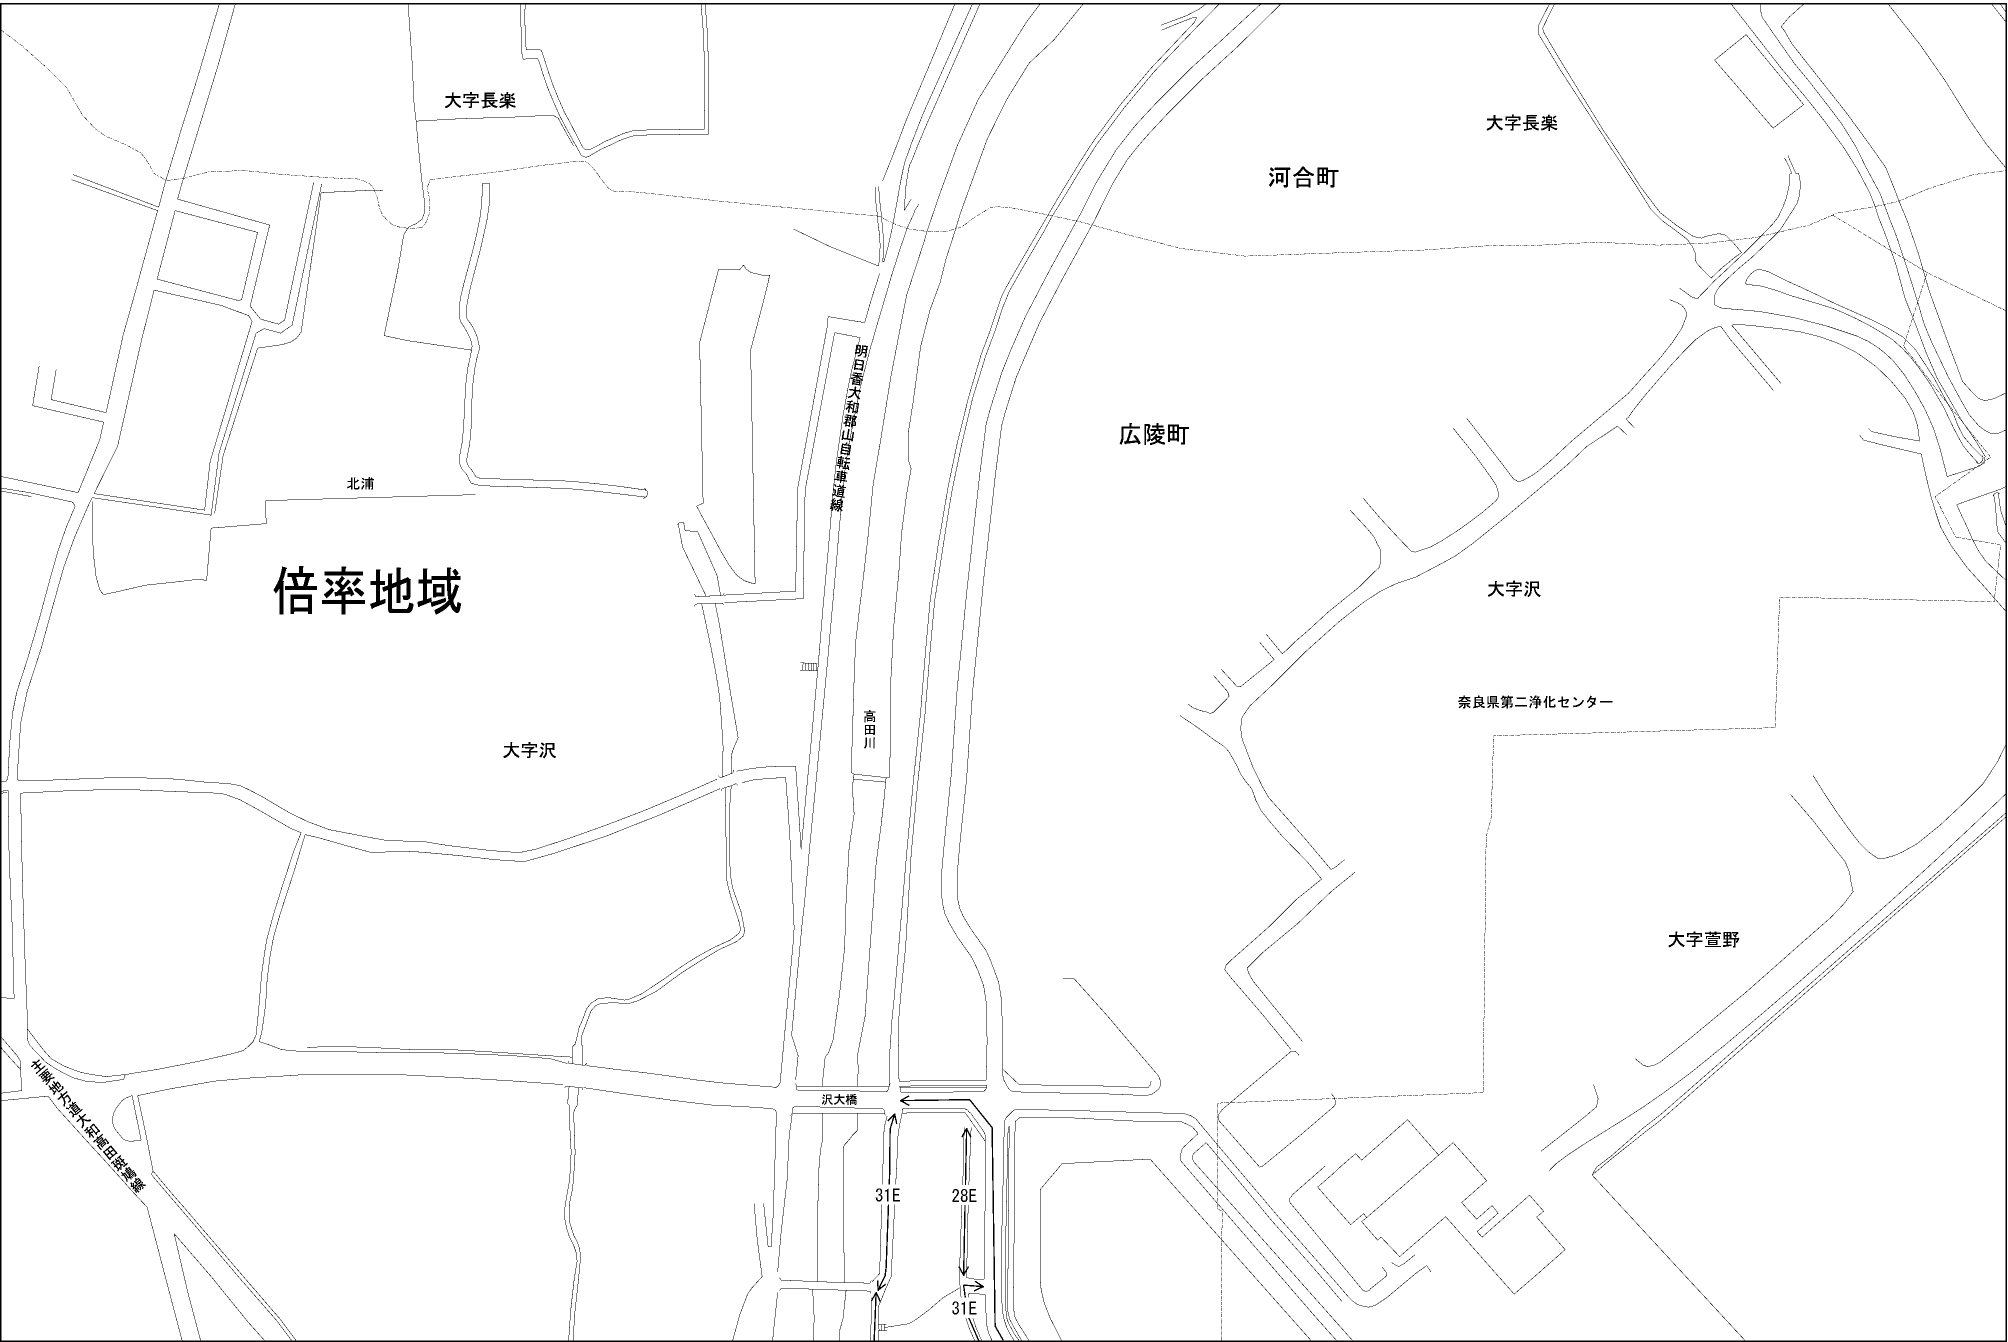 大字長楽
大字長楽
河合町
明日香大和郡山自転車道線
広陵町
北浦
倍率地域
大字沢
奈良県第二浄化センター
高田川
大字沢
大字萱野
主要地方道大和高田斑鳩線
沢大橋
31E
28E
31E